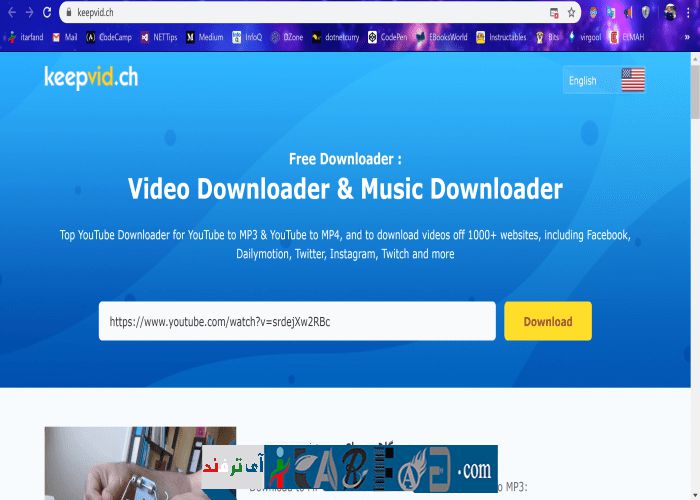 keepvid.ch
itarfand Mail CodeCamp NETTips Medium InfoQ DZone dotnetcurry CodePen EBooksWorld Instructables Bits virgool ELMAH
keepvid.ch
English
Free Downloader :
Video Downloader & Music Downloader
Top YouTube Downloader for YouTube to MP3 & YouTube to MP4, and to download videos off 1000+ websites, including Facebook,
Dailymotion, Twitter, Instagram, Twitch and more
https://www.youtube.com/watch?v=srdejXw2RBc
Download
آی ترفند
.com
to MP3: